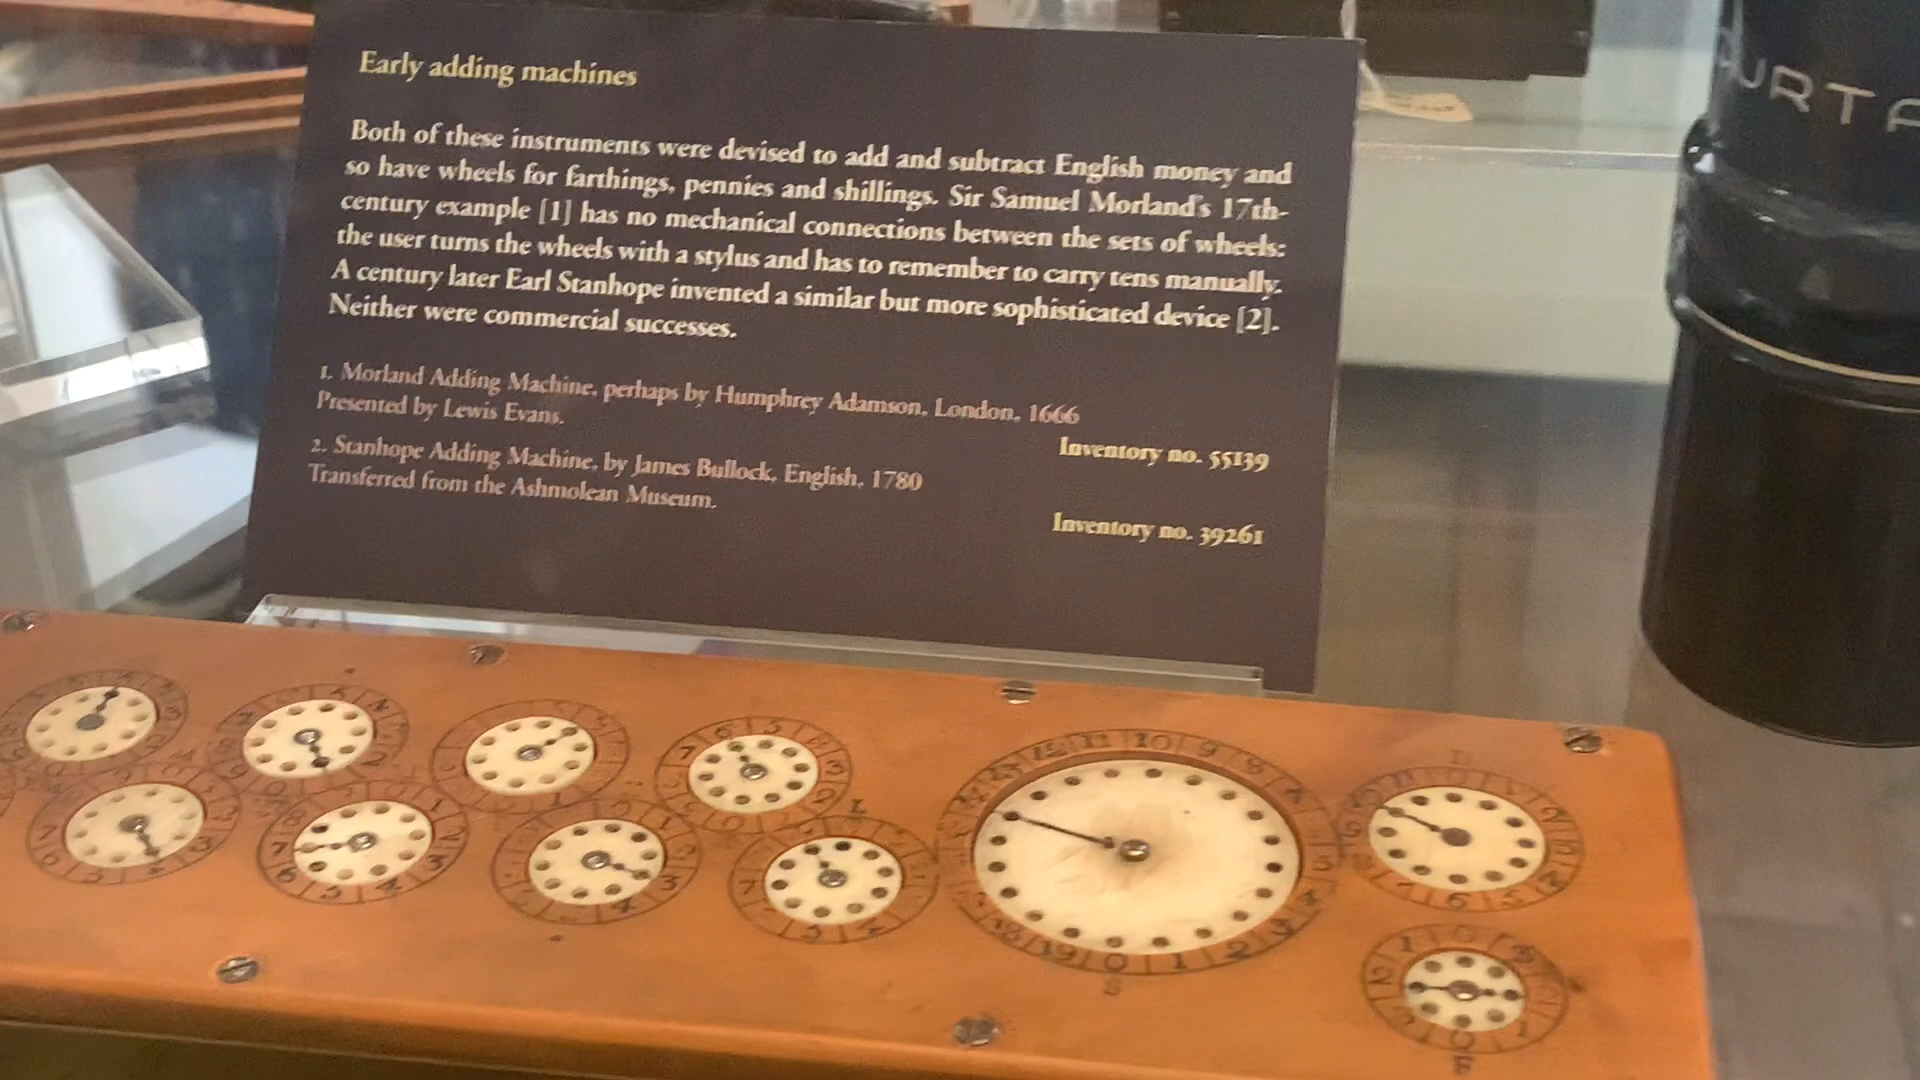 Early adding machines
Both of these instruments were devised to add and subtract English money and
so have wheels for farthings, pennies and shillings. Sir Samuel Morland's 17th-
century example [1] has no mechanical connections between the sets of wheels:
the user turns the wheels with a stylus and has to remember to carry tens manually.
A century later Earl Stanhope invented a similar but more sophisticated device [2].
Neither were commercial successes.
1. Morland Adding Machine, perhaps by Humphrey Adamson, London, 1666
Presented by Lewis Evans.
Inventory no. 55139
2. Stanhope Adding Machine, by James Bullock, English, 1780
Transferred from the Ashmolean Museum.
Inventory no. 39261